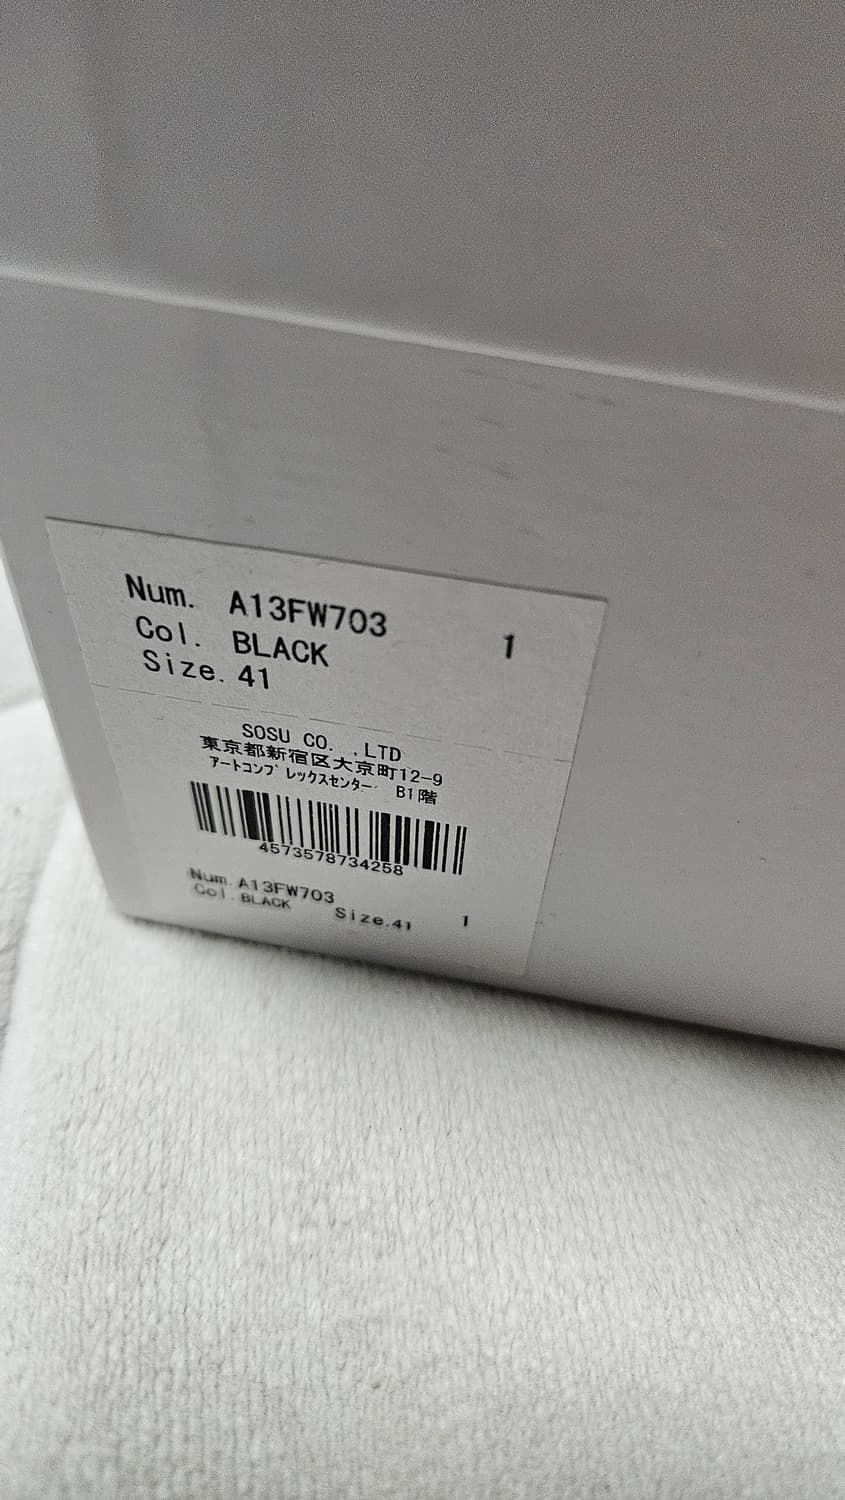 Num. A13FW703
Col. BLACK 1
Size. 41
SOSU CO. ,LTD
東京都新宿区大京町12-9
アートコンプレックスセンター B1階
4573578734258
Num. A13FW703
Col. BLACK Size. 41 1